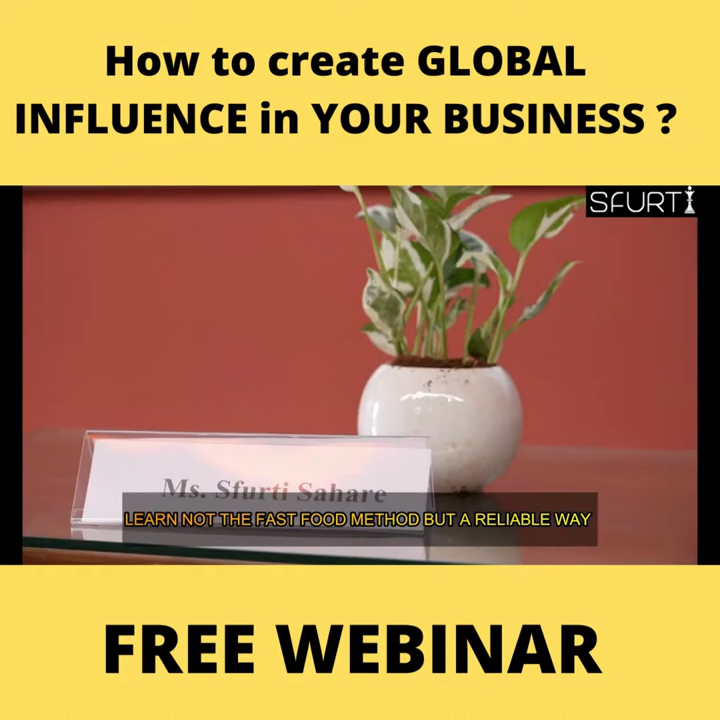 How to create GLOBAL
INFLUENCE in YOUR BUSINESS ?
SFURTI
Ms. Sfurti Sahare
LEARN NOT THE FAST FOOD METHOD BUT A RELIABLE WAY
FREE WEBINAR